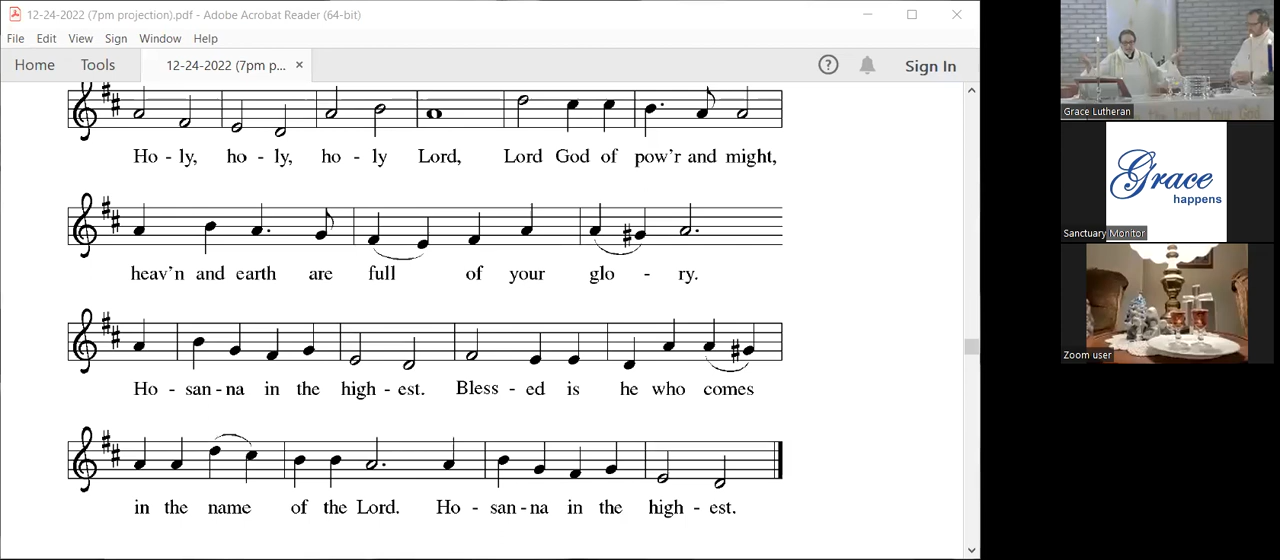 12-24-2022 (7pm projection).pdf - Adobe Acrobat Reader (64-bit)
File Edit View Sign Window Help
Home Tools 12-24-2022 (7pm p... × Sign In
Ho - ly, ho - ly, ho - ly Lord, Lord God of pow'r and might,
heav'n and earth are full of your glo - ry.
Ho - san - na in the high - est. Bless - ed is he who comes
in the name of the Lord. Ho - san - na in the high - est.
Grace Lutheran
Grace
happens
Sanctuary Monitor
Zoom user